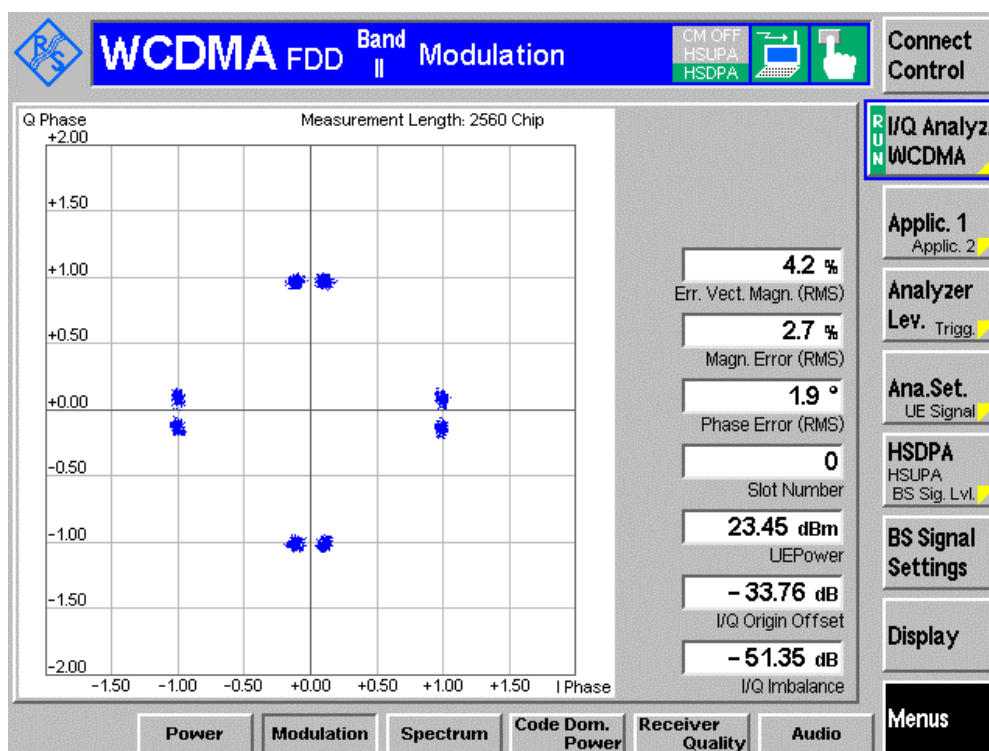 R&S
WCDMA FDD Band II Modulation
CM OFF
HSUPA
HSDPA
Connect
Control
Q Phase
Measurement Length: 2560 Chip
+2.00
+1.50
+1.00
+0.50
+0.00
-0.50
-1.00
-1.50
-2.00
-1.50 -1.00 -0.50 +0.00 +0.50 +1.00 +1.50 I Phase
4.2 %
Err. Vect. Magn. (RMS)
2.7 %
Magn. Error (RMS)
1.9 °
Phase Error (RMS)
0
Slot Number
23.45 dBm
UEPower
- 33.76 dB
I/Q Origin Offset
- 51.35 dB
I/Q Imbalance
RUN
I/Q Analyz.
WCDMA
Applic. 1
Applic. 2
Analyzer
Lev. Trigg.
Ana.Set.
UE Signal
HSDPA
HSUPA
BS Sig. Lvl.
BS Signal
Settings
Display
Menus
Power
Modulation
Spectrum
Code Dom.
Power
Receiver
Quality
Audio